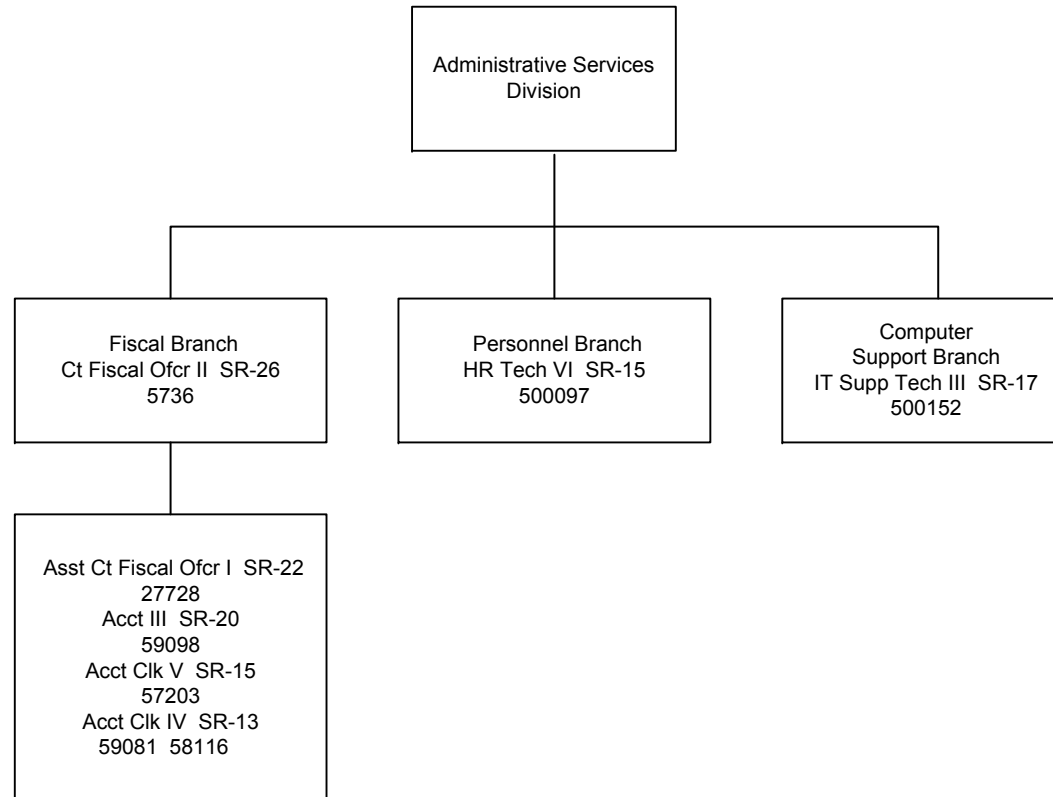 Administrative Services
Division
Fiscal Branch
Ct Fiscal Ofcr II  SR-26
5736
Personnel Branch
HR Tech VI  SR-15
500097
Computer
Support Branch
IT Supp Tech III  SR-17
500152
Asst Ct Fiscal Ofcr I  SR-22
27728
Acct III  SR-20
59098
Acct Clk V  SR-15
57203
Acct Clk IV  SR-13
59081  58116